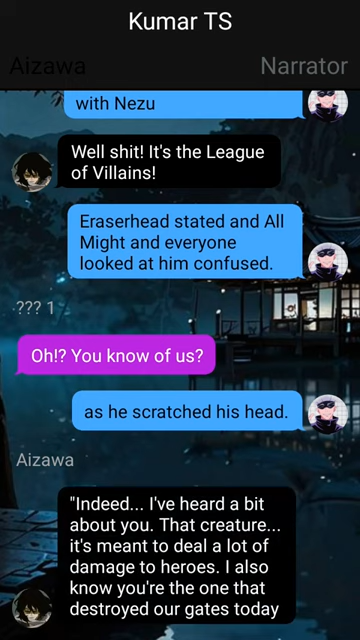 Kumar TS
Aizawa
Narrator
with Nezu
Well shit! It's the League
of Villains!
Eraserhead stated and All
Might and everyone
looked at him confused.
??? 1
Oh!? You know of us?
as he scratched his head.
Aizawa
"Indeed... I've heard a bit
about you. That creature...
it's meant to deal a lot of
damage to heroes. I also
know you're the one that
destroyed our gates today